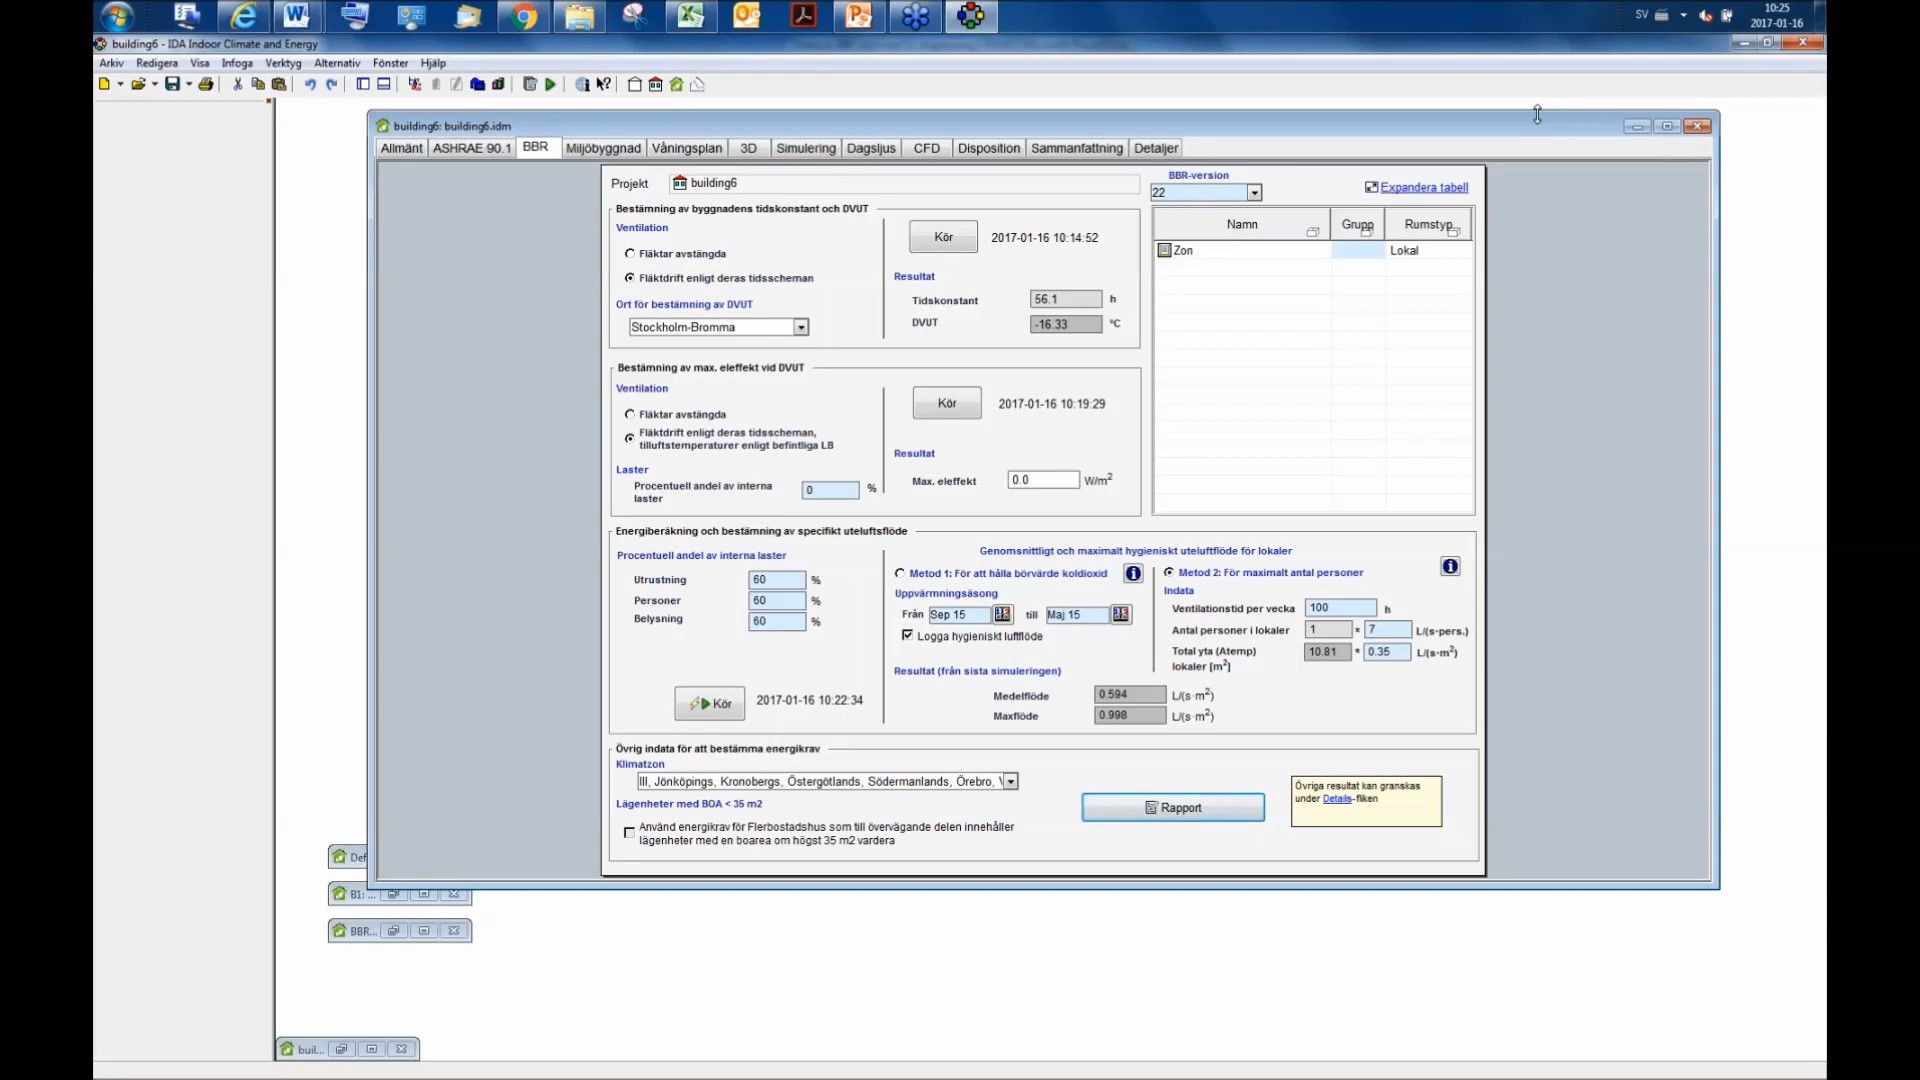 SV
10:25
2017-01-16
building6 - IDA Indoor Climate and Energy
Arkiv Redigera Visa Infoga Verktyg Alternativ Fönster Hjälp
building6: building6.idm
Allmänt ASHRAE 90.1 BBR Miljöbyggnad Våningsplan 3D Simulering Dagsljus CFD Disposition Sammanfattning Detaljer
Projekt building6
BBR-version
22
Expandera tabell
Namn Grupp Rumstyp
Zon Lokal
Bestämning av byggnadens tidskonstant och DVUT
Ventilation
Fläktar avstängda
Fläktdrift enligt deras tidsscheman
Ort för bestämning av DVUT
Stockholm-Bromma
Kör 2017-01-16 10:14:52
Resultat
Tidskonstant 56.1 h
DVUT -16.33 °C
Bestämning av max. eleffekt vid DVUT
Ventilation
Fläktar avstängda
Fläktdrift enligt deras tidsscheman,
tilluftstemperaturer enligt befintliga LB
Laster
Procentuell andel av interna
laster
0 %
Kör 2017-01-16 10:19:29
Resultat
Max. eleffekt 0.0 W/m2
Energiberäkning och bestämning av specifikt uteluftsflöde
Procentuell andel av interna laster
Utrustning 60 %
Personer 60 %
Belysning 60 %
Kör 2017-01-16 10:22:34
Genomsnittligt och maximalt hygieniskt uteluftflöde för lokaler
Metod 1: För att hålla börvärde koldioxid
Uppvärmningsäsong
Från Sep 15 till Maj 15
Logga hygieniskt luftflöde
Metod 2: För maximalt antal personer
Indata
Ventilationstid per vecka 100 h
Antal personer i lokaler 1 * 7 L/(s·pers.)
Total yta (Atemp) 10.81 * 0.35 L/(s·m2)
lokaler [m2]
Resultat (från sista simuleringen)
Medelflöde 0.594 L/(s·m2)
Maxflöde 0.998 L/(s·m2)
Övrig indata för att bestämma energikrav
Klimatzon
III, Jönköpings, Kronobergs, Östergötlands, Södermanlands, Örebro, V
Lägenheter med BOA < 35 m2
Använd energikrav för Flerbostadshus som till övervägande delen innehåller
lägenheter med en boarea om högst 35 m2 vardera
Rapport
Övriga resultat kan granskas
under Details-fliken
Def
B1: ...
BBR...
buil...